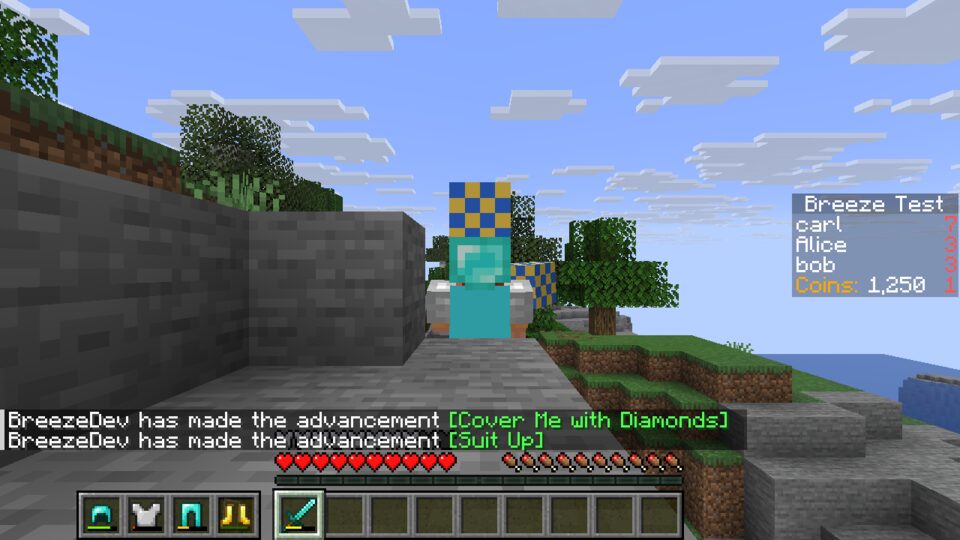 Breeze Test
carl 7
Alice 3
bob 3
Coins: 1,250 1
BreezeDev has made the advancement [Cover Me with Diamonds]
BreezeDev has made the advancement [Suit Up]